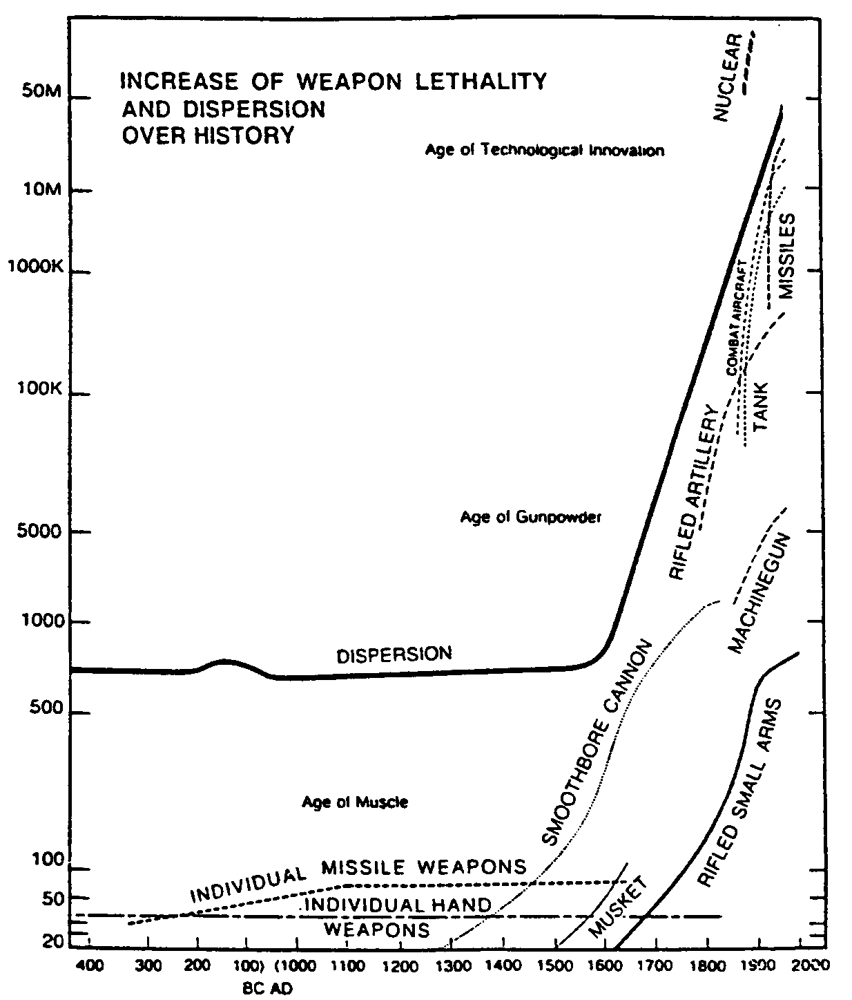 INCREASE OF WEAPON LETHALITY
AND DISPERSION
OVER HISTORY
NUCLEAR
50M
Age of Technological Innovation
10M
MISSILES
1000K
COMBAT AIRCRAFT
100K
TANK
RIFLED ARTILLERY
Age of Gunpowder
5000
MACHINEGUN
1000
DISPERSION
SMOOTHBORE CANNON
500
RIFLED SMALL ARMS
Age of Muscle
100
INDIVIDUAL MISSILE WEAPONS
50
INDIVIDUAL HAND
WEAPONS
MUSKET
20
400 300 200 100) (1000 1100 1200 1300 1400 1500 1600 1700 1800 1900 2000
BC AD